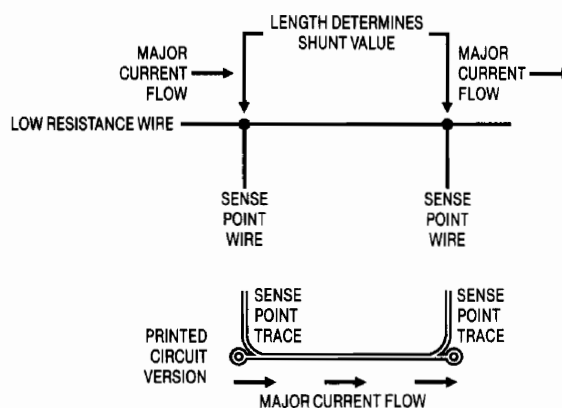 LENGTH DETERMINES
SHUNT VALUE
MAJOR
CURRENT
FLOW
MAJOR
CURRENT
FLOW
LOW RESISTANCE WIRE
SENSE
POINT
WIRE
SENSE
POINT
WIRE
SENSE
POINT
TRACE
SENSE
POINT
TRACE
PRINTED
CIRCUIT
VERSION
MAJOR CURRENT FLOW